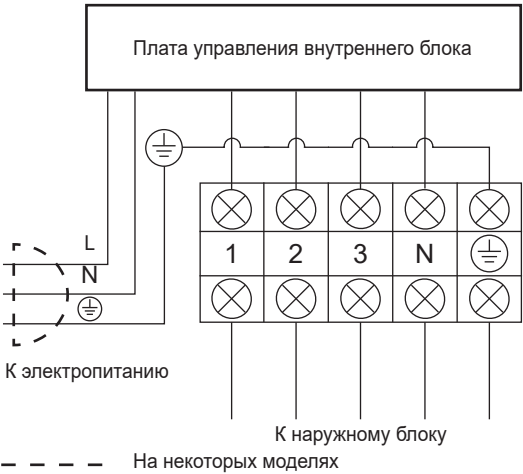 Плата управления внутреннего блока
L
N
1 2 3 N
К электропитанию
К наружному блоку
На некоторых моделях